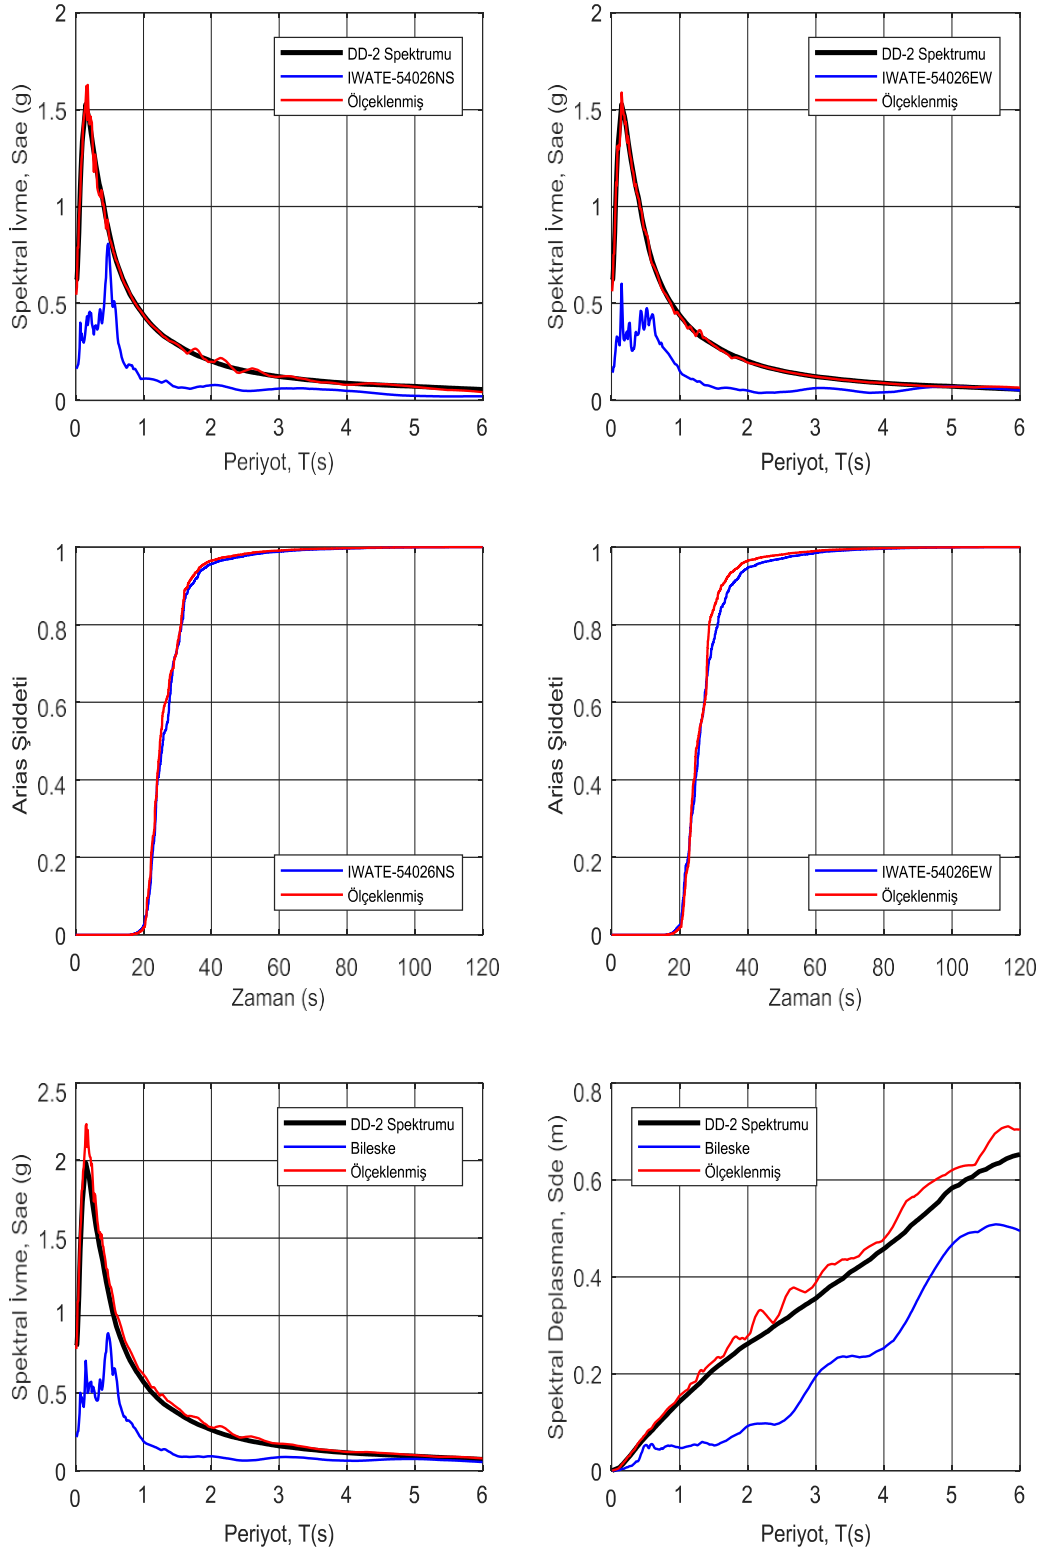 2
1.5
1
0.5
0
Spektral İvme, Sae (g)
DD-2 Spektrumu
IWATE-54026NS
Ölçeklenmiş
0 1 2 3 4 5 6
Periyot, T(s)
2
1.5
1
0.5
0
Spektral İvme, Sae (g)
DD-2 Spektrumu
IWATE-54026EW
Ölçeklenmiş
0 1 2 3 4 5 6
Periyot, T(s)
1
0.8
0.6
0.4
0.2
0
Arias Şiddeti
IWATE-54026NS
Ölçeklenmiş
0 20 40 60 80 100 120
Zaman (s)
1
0.8
0.6
0.4
0.2
0
Arias Şiddeti
IWATE-54026EW
Ölçeklenmiş
0 20 40 60 80 100 120
Zaman (s)
2.5
2
1.5
1
0.5
0
Spektral İvme, Sae (g)
DD-2 Spektrumu
Bileske
Ölçeklenmiş
0 1 2 3 4 5 6
Periyot, T(s)
0.8
0.6
0.4
0.2
0
Spektral Deplasman, Sde (m)
DD-2 Spektrumu
Bileske
Ölçeklenmiş
0 1 2 3 4 5 6
Periyot, T(s)